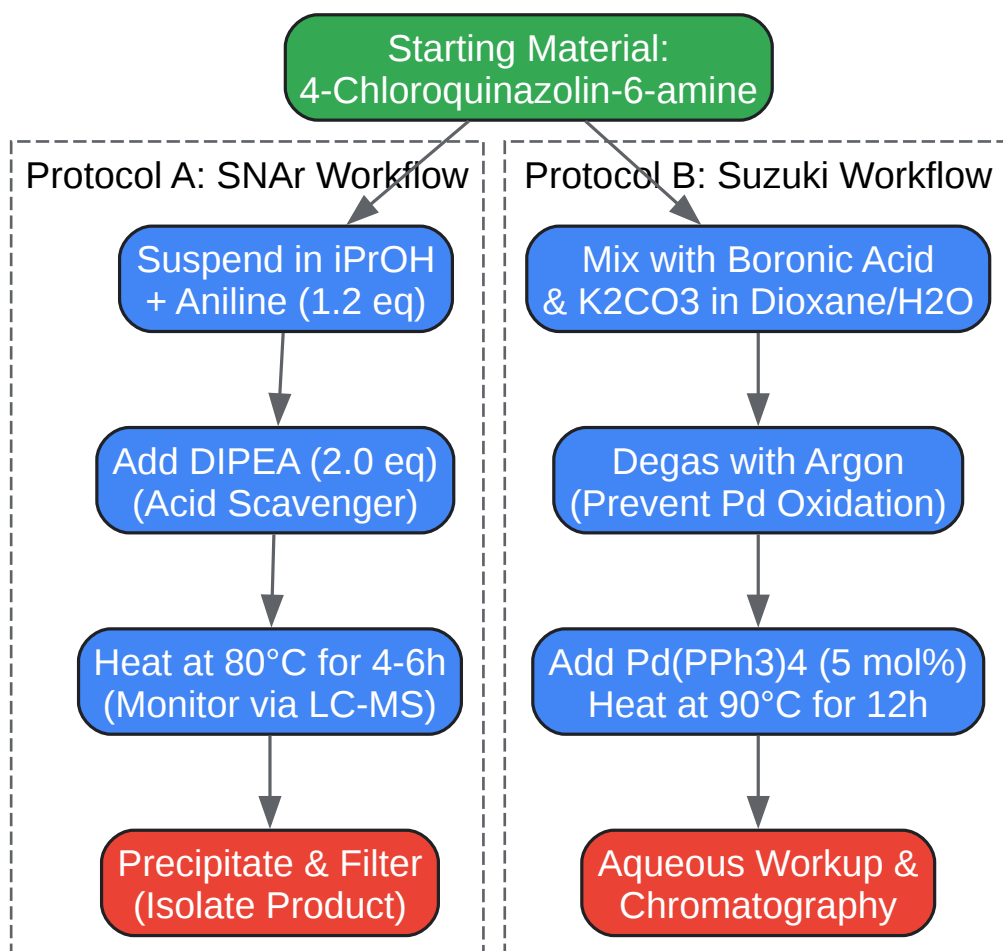 Starting Material:
4-Chloroquinazolin-6-amine
Protocol A: SNAr Workflow
Suspend in iPrOH
+ Aniline (1.2 eq)
Add DIPEA (2.0 eq)
(Acid Scavenger)
Heat at 80°C for 4-6h
(Monitor via LC-MS)
Precipitate & Filter
(Isolate Product)
Protocol B: Suzuki Workflow
Mix with Boronic Acid
& K2CO3 in Dioxane/H2O
Degas with Argon
(Prevent Pd Oxidation)
Add Pd(PPh3)4 (5 mol%)
Heat at 90°C for 12h
Aqueous Workup &
Chromatography